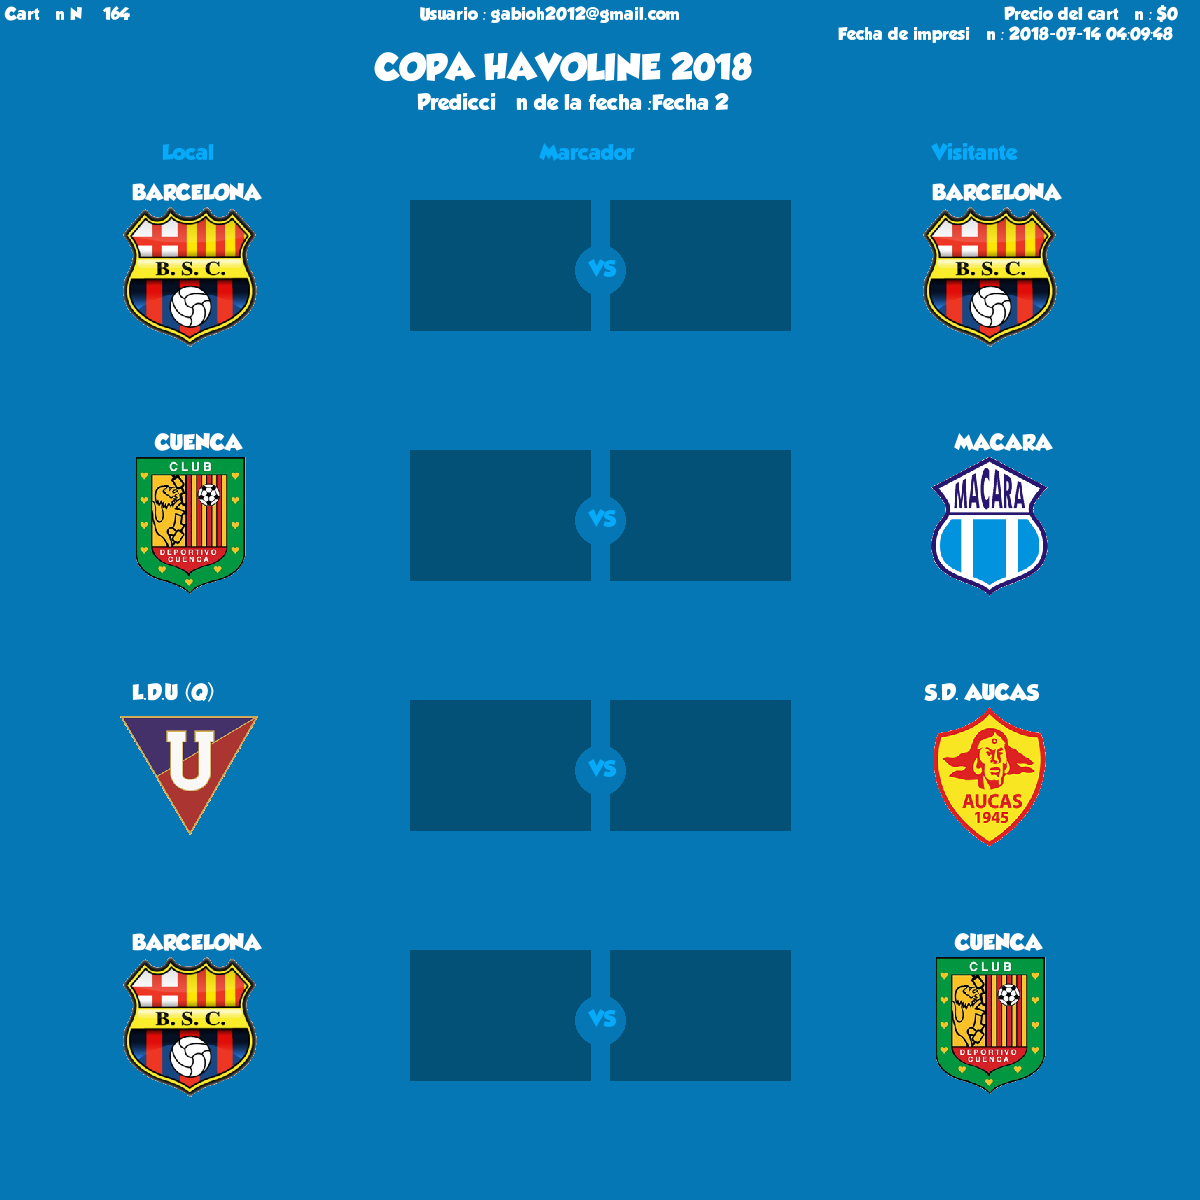 Cart n N 164 Usuario : gabioh2012@gmail.com Precio del cart n : $0
Fecha de impresi n : 2018-07-14 04:09:48
COPA HAVOLINE 2018
Predicci n de la fecha :Fecha 2
Local Marcador Visitante
BARCELONA BARCELONA
B. S. C. VS B. S. C.
CUENCA MACARA
CLUB MACARA
VS
DEPORTIVO
CUENCA
L.D.U (Q) S.D. AUCAS
U VS AUCAS
1945
BARCELONA CUENCA
CLUB
B. S. C. VS
DEPORTIVO
CUENCA